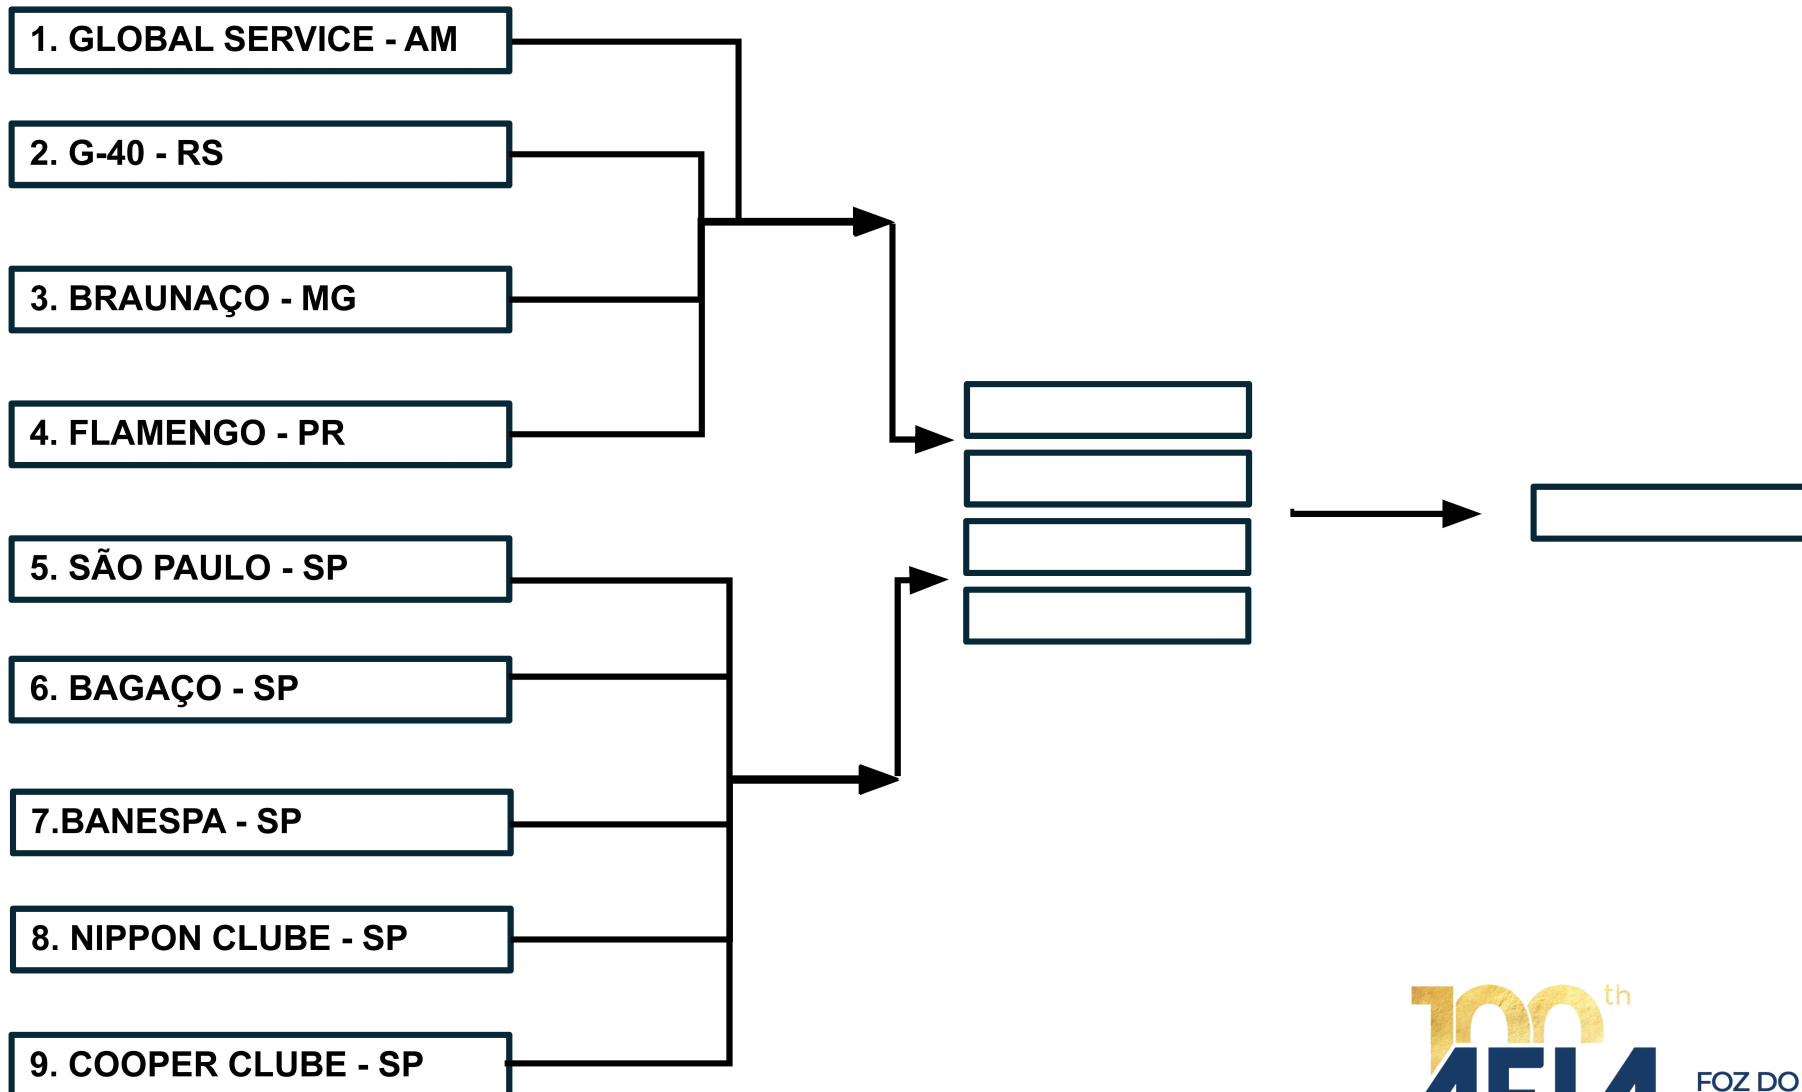 1. GLOBAL SERVICE - AM
2. G-40 - RS
3. BRAUNAÇO - MG
4. FLAMENGO - PR
5. SÃO PAULO - SP
6. BAGAÇO - SP
7.BANESPA - SP
8. NIPPON CLUBE - SP
9. COOPER CLUBE - SP
100th
FOZ DO